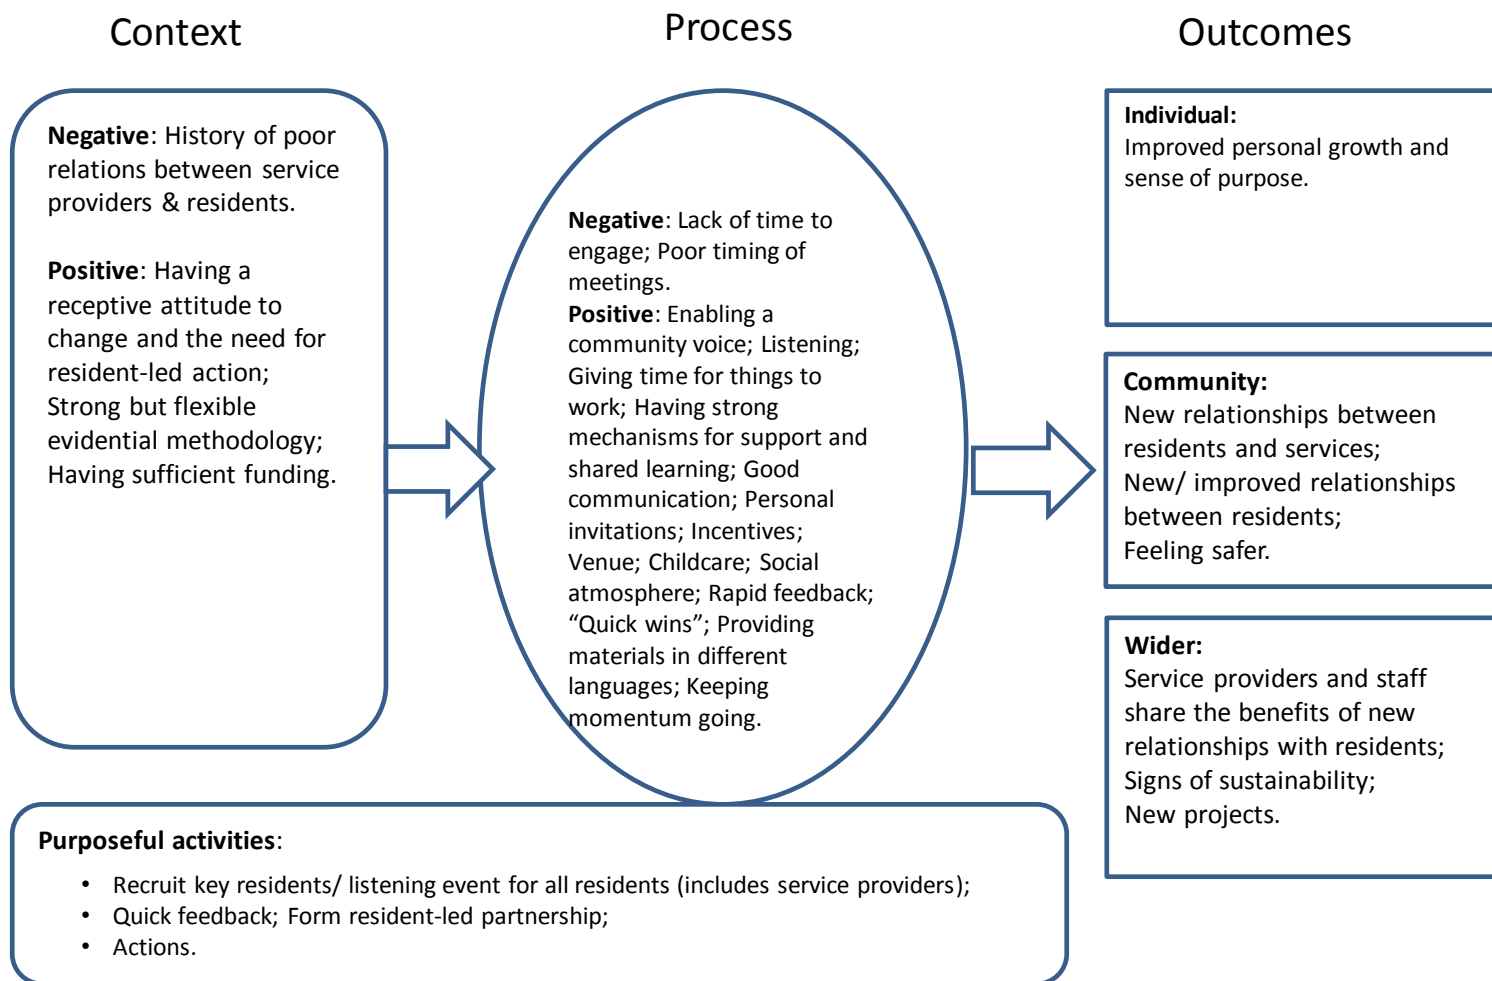 Context
Process
Outcomes
Negative: History of poor
relations between service
providers & residents.
Positive: Having a
receptive attitude to
change and the need for
resident-led action;
Strong but flexible
evidential methodology;
Having sufficient funding.
Negative: Lack of time to
engage; Poor timing of
meetings.
Positive: Enabling a
community voice; Listening;
Giving time for things to
work; Having strong
mechanisms for support and
shared learning; Good
communication; Personal
invitations; Incentives;
Venue; Childcare; Social
atmosphere; Rapid feedback;
“Quick wins”; Providing
materials in different
languages; Keeping
momentum going.
Individual:
Improved personal growth and
sense of purpose.
Community:
New relationships between
residents and services;
New/ improved relationships
between residents;
Feeling safer.
Wider:
Service providers and staff
share the benefits of new
relationships with residents;
Signs of sustainability;
New projects.
Purposeful activities:
• Recruit key residents/ listening event for all residents (includes service providers);
• Quick feedback; Form resident-led partnership;
• Actions.